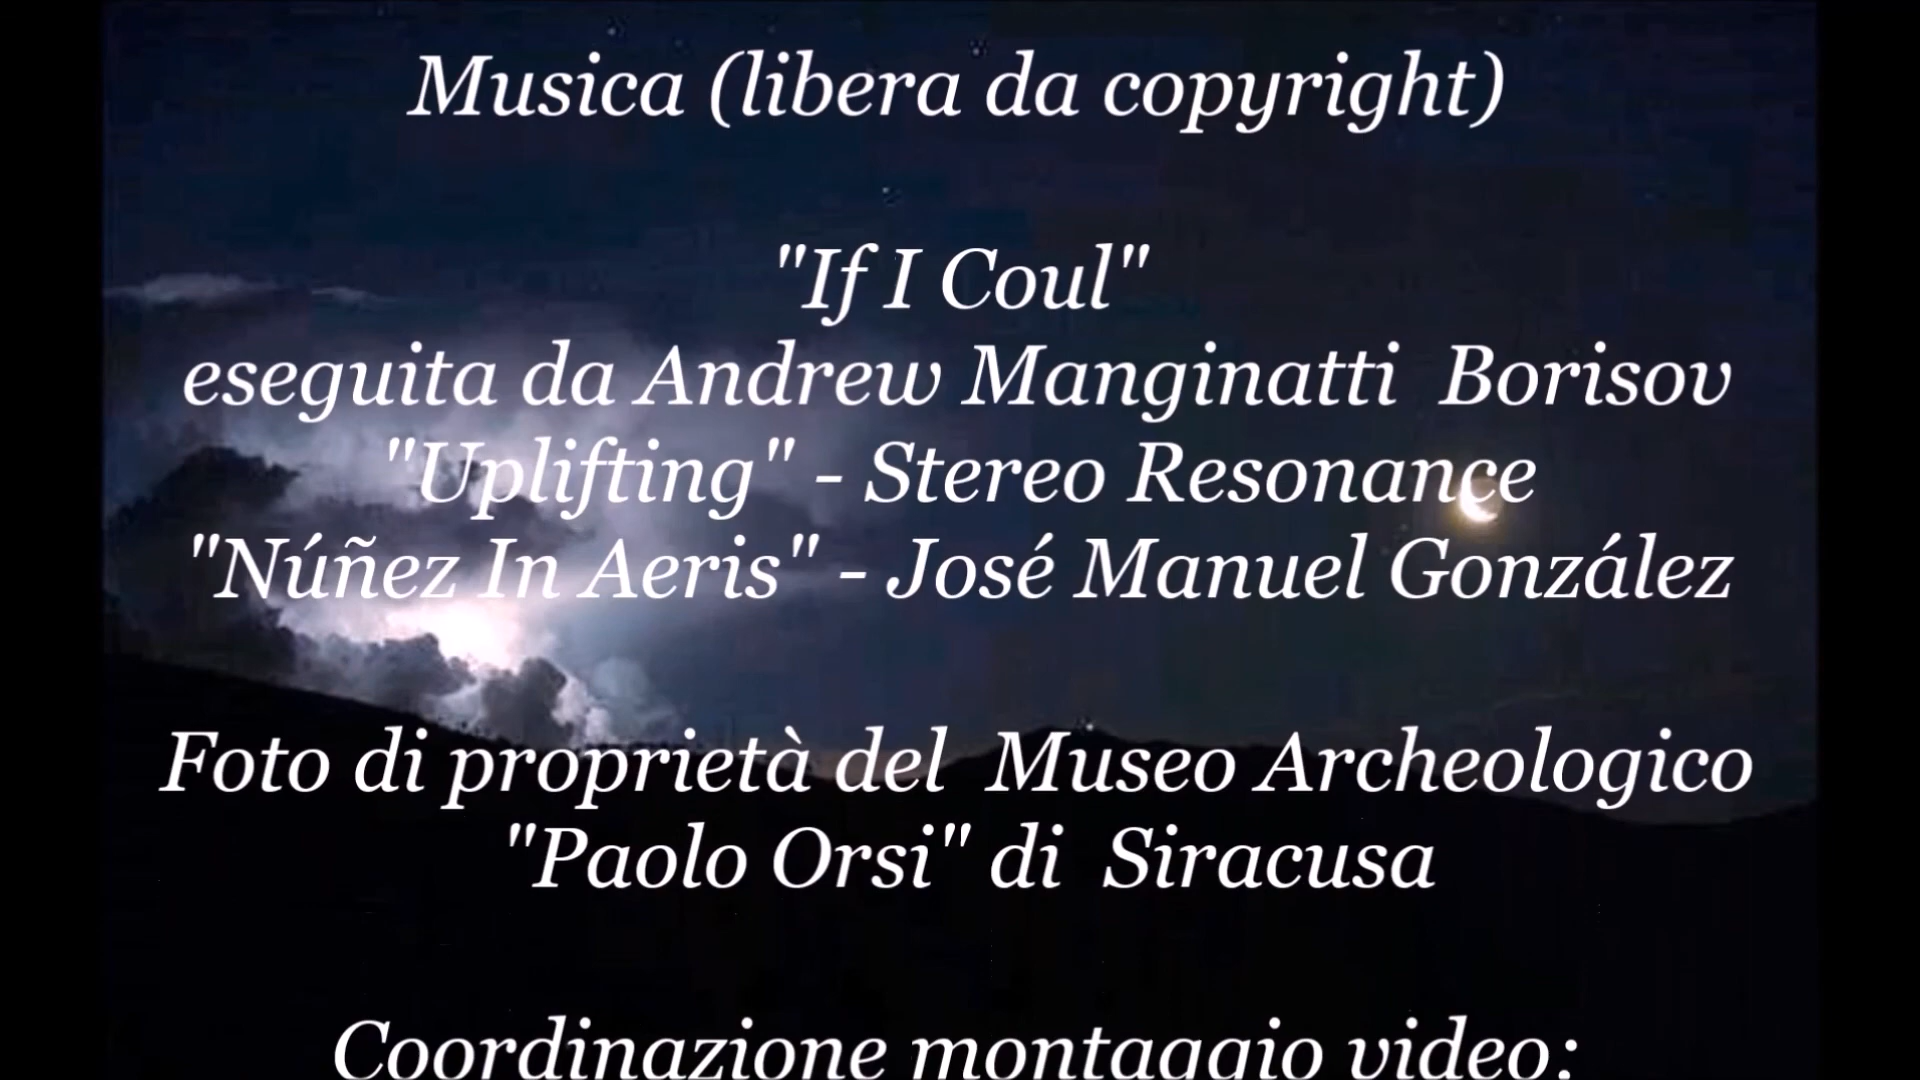 Musica (libera da copyright)
"If I Coul"
eseguita da Andrew Manginatti  Borisov
"Uplifting" - Stereo Resonance
"Núñez In Aeris" - José Manuel González
Foto di proprietà del  Museo Archeologico
"Paolo Orsi" di  Siracusa
Coordinazione montaggio video: